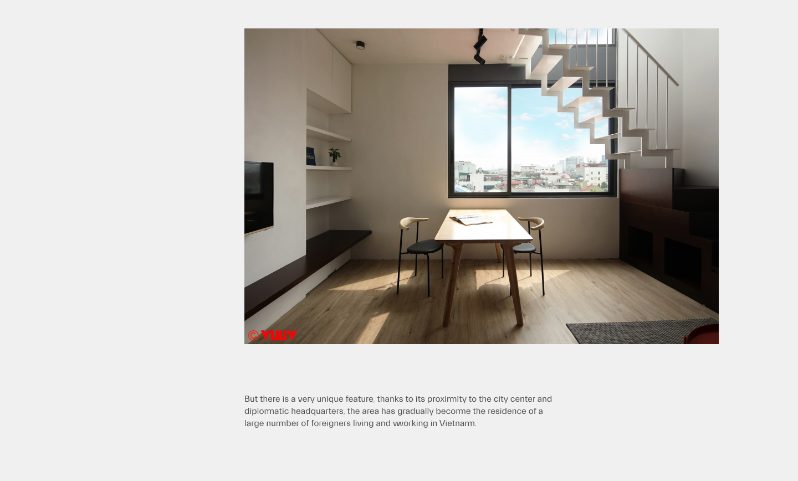 But there is a very unique feature, thanks to its proximity to the city center and
diplomatic headquarters, the area has gradually become the residence of a
large number of foreigners living and working in Vietnam.